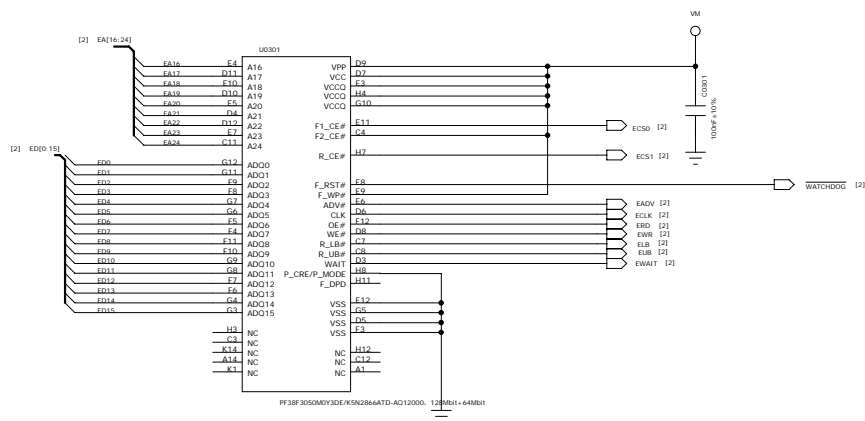 VM
[2] EA[16:24]
U0301
EA16 E4 A16 VPP D9
EA17 D11 A17 VCC D7
EA18 E10 A18 VCCQ E3
EA19 D10 A19 VCCQ H4
EA20 E5 A20 VCCQ G10
EA21 D4 A21
EA22 D12 A22 F1_CE# E11 ECS0 [2]
EA23 E7 A23 F2_CE# C4
EA24 C11 A24
C0301
100nF±10%
R_CE# H7 ECS1 [2]
[2] ED[0:15]
ED0 G12 ADQ0
ED1 G11 ADQ1
ED2 F9 ADQ2 F_RST# E8 WATCHDOG [2]
ED3 F8 ADQ3 F_WP# E9
ED4 G7 ADQ4 ADV# E6 EADV [2]
ED5 G6 ADQ5 CLK D6 ECLK [2]
ED6 F5 ADQ6 OE# F12 ERD [2]
ED7 F4 ADQ7 WE# D8 EWR [2]
ED8 F11 ADQ8 R_LB# C7 ELB [2]
ED9 F10 ADQ9 R_UB# C8 EUB [2]
ED10 G9 ADQ10 WAIT D3 EWAIT [2]
ED11 G8 ADQ11 P_CRE/P_MODE H8
ED12 F7 ADQ12 F_DPD H11
ED13 F6 ADQ13
ED14 G4 ADQ14 VSS E12
ED15 G3 ADQ15 VSS G5
VSS D5
H3 NC VSS F3
C3 NC
K14 NC NC H12
A14 NC NC C12
K1 NC NC A1
PF38F3050M0Y3DE/K5N2866ATD-AQ12000、128Mbit+64Mbit